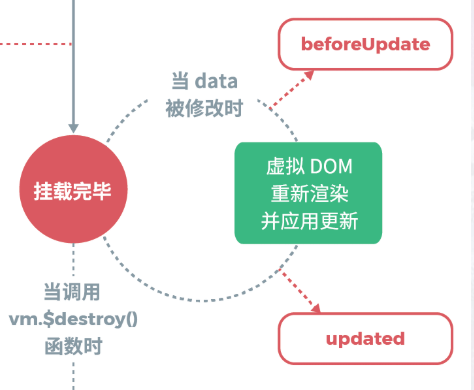 beforeUpdate
当 data
被修改时
虚拟 DOM
重新渲染
并应用更新
挂载完毕
当调用
vm.$destroy()
函数时
updated